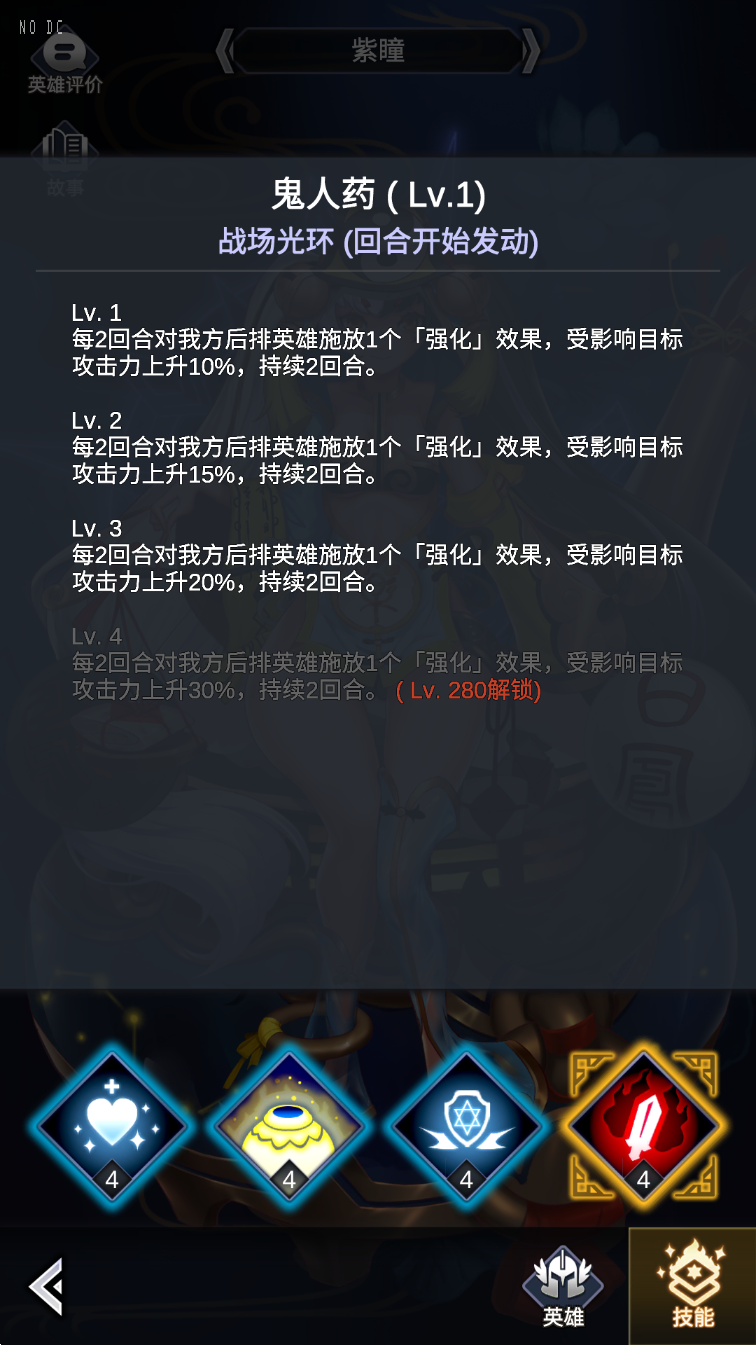 NO DC
紫瞳
英雄评价
故事
鬼人药 ( Lv.1)
战场光环 (回合开始发动)
Lv. 1
每2回合对我方后排英雄施放1个「强化」效果，受影响目标
攻击力上升10%，持续2回合。
Lv. 2
每2回合对我方后排英雄施放1个「强化」效果，受影响目标
攻击力上升15%，持续2回合。
Lv. 3
每2回合对我方后排英雄施放1个「强化」效果，受影响目标
攻击力上升20%，持续2回合。
Lv. 4
每2回合对我方后排英雄施放1个「强化」效果，受影响目标
攻击力上升30%，持续2回合。 ( Lv. 280解锁)
4
4
4
4
英雄
技能